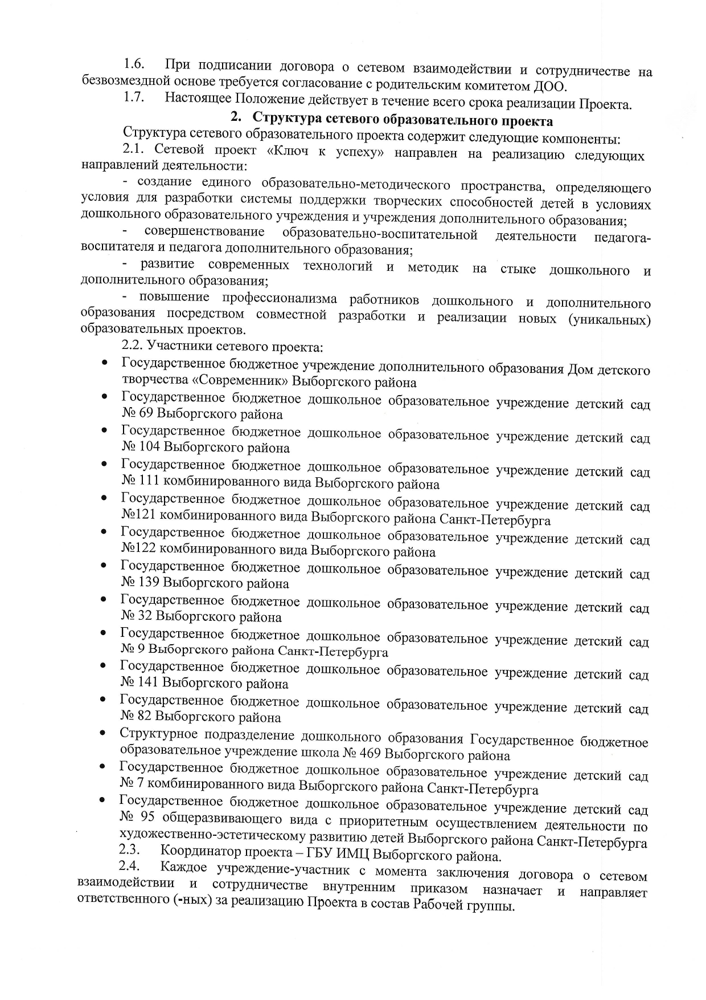 1.6. При подписании договора о сетевом взаимодействии и сотрудничестве на
безвозмездной основе требуется согласование с родительским комитетом ДОО.
1.7. Настоящее Положение действует в течение всего срока реализации Проекта.
2. Структура сетевого образовательного проекта
Структура сетевого образовательного проекта содержит следующие компоненты:
2.1. Сетевой проект «Ключ к успеху» направлен на реализацию следующих
направлений деятельности:
- создание единого образовательно-методического пространства, определяющего
условия для разработки системы поддержки творческих способностей детей в условиях
дошкольного образовательного учреждения и учреждения дополнительного образования;
- совершенствование образовательно-воспитательной деятельности педагога-
воспитателя и педагога дополнительного образования;
- развитие современных технологий и методик на стыке дошкольного и
дополнительного образования;
- повышение профессионализма работников дошкольного и дополнительного
образования посредством совместной разработки и реализации новых (уникальных)
образовательных проектов.
2.2. Участники сетевого проекта:
• Государственное бюджетное учреждение дополнительного образования Дом детского
творчества «Современник» Выборгского района
• Государственное бюджетное дошкольное образовательное учреждение детский сад
№ 69 Выборгского района
• Государственное бюджетное дошкольное образовательное учреждение детский сад
№ 104 Выборгского района
• Государственное бюджетное дошкольное образовательное учреждение детский сад
№ 111 комбинированного вида Выборгского района
• Государственное бюджетное дошкольное образовательное учреждение детский сад
№121 комбинированного вида Выборгского района Санкт-Петербурга
• Государственное бюджетное дошкольное образовательное учреждение детский сад
№122 комбинированного вида Выборгского района
• Государственное бюджетное дошкольное образовательное учреждение детский сад
№ 139 Выборгского района
• Государственное бюджетное дошкольное образовательное учреждение детский сад
№ 32 Выборгского района
• Государственное бюджетное дошкольное образовательное учреждение детский сад
№ 9 Выборгского района Санкт-Петербурга
• Государственное бюджетное дошкольное образовательное учреждение детский сад
№ 141 Выборгского района
• Государственное бюджетное дошкольное образовательное учреждение детский сад
№ 82 Выборгского района
• Структурное подразделение дошкольного образования Государственное бюджетное
образовательное учреждение школа № 469 Выборгского района
• Государственное бюджетное дошкольное образовательное учреждение детский сад
№ 7 комбинированного вида Выборгского района Санкт-Петербурга
• Государственное бюджетное дошкольное образовательное учреждение детский сад
№ 95 общеразвивающего вида с приоритетным осуществлением деятельности по
художественно-эстетическому развитию детей Выборгского района Санкт-Петербурга
2.3. Координатор проекта – ГБУ ИМЦ Выборгского района.
2.4. Каждое учреждение-участник с момента заключения договора о сетевом
взаимодействии и сотрудничестве внутренним приказом назначает и направляет
ответственного (-ных) за реализацию Проекта в состав Рабочей группы.